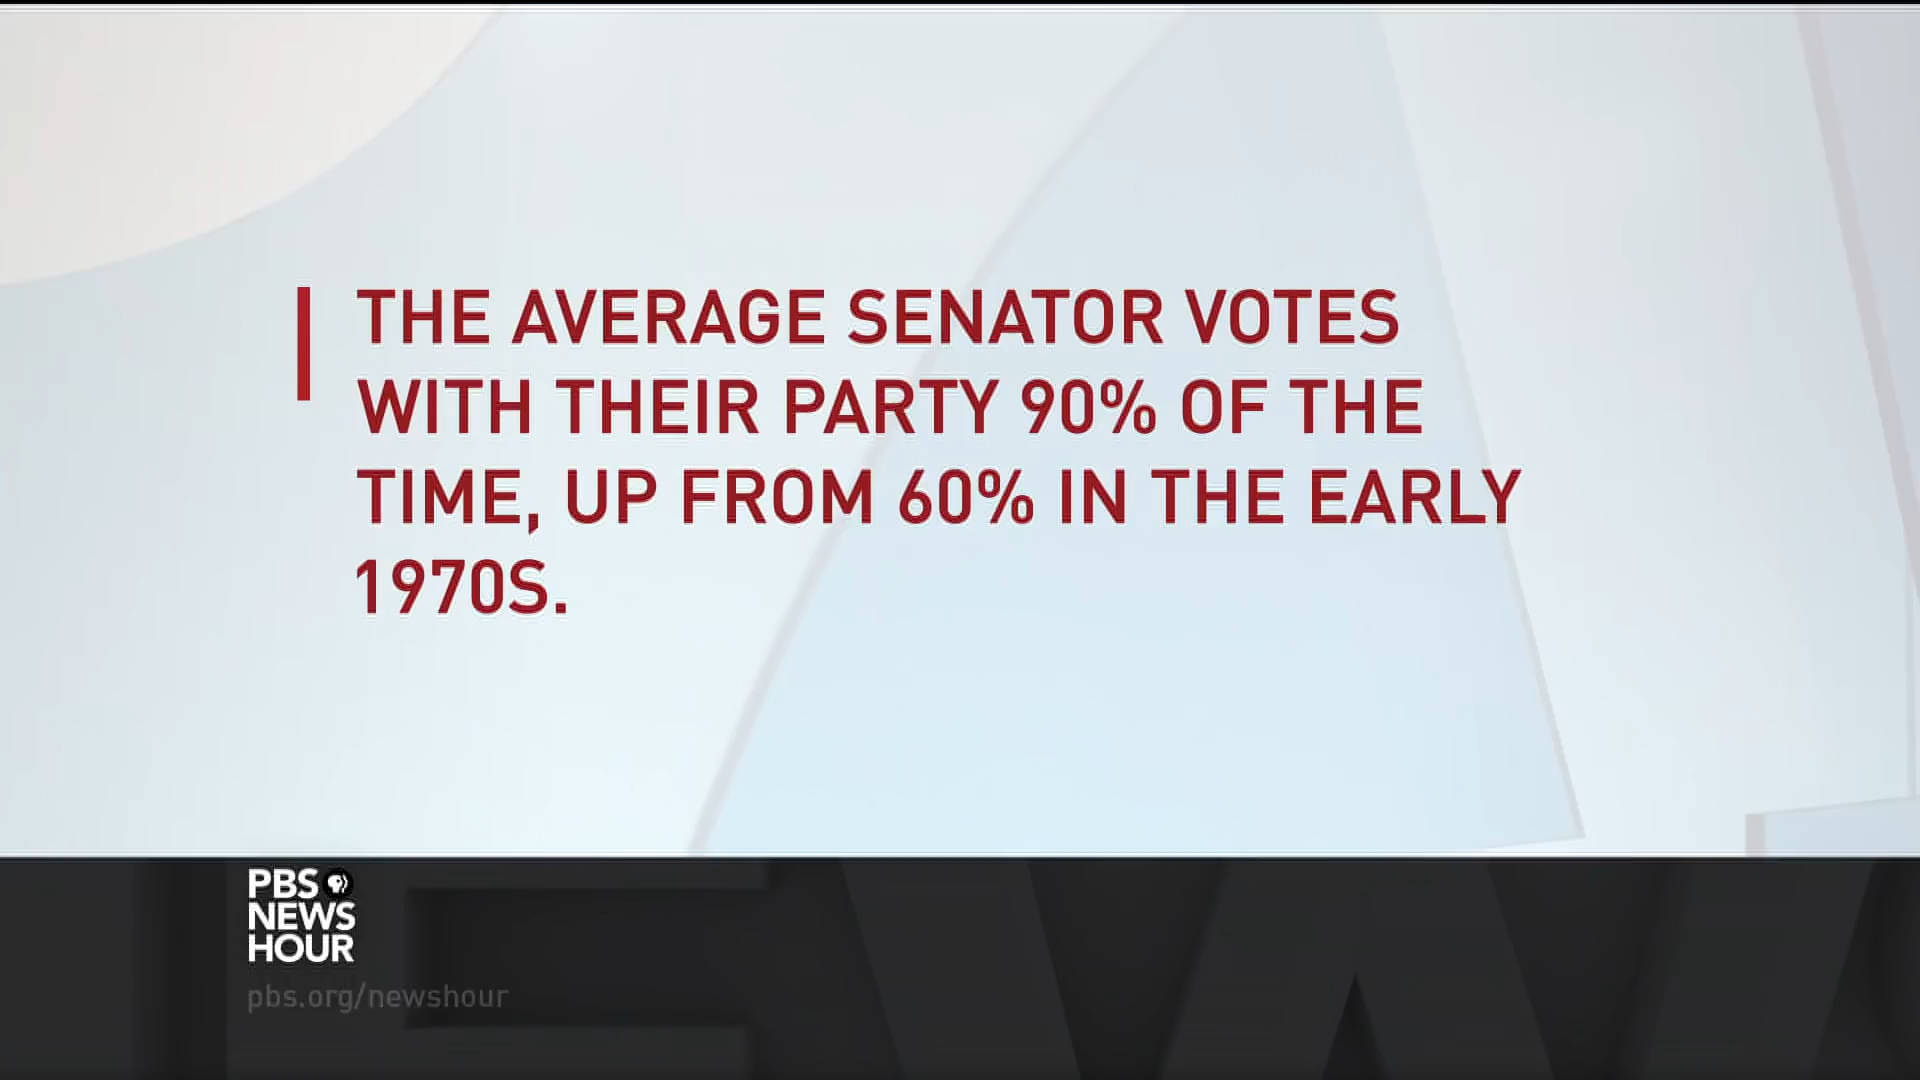 THE AVERAGE SENATOR VOTES
WITH THEIR PARTY 90% OF THE
TIME, UP FROM 60% IN THE EARLY
1970S.
PBS
NEWS
HOUR
pbs.org/newshour